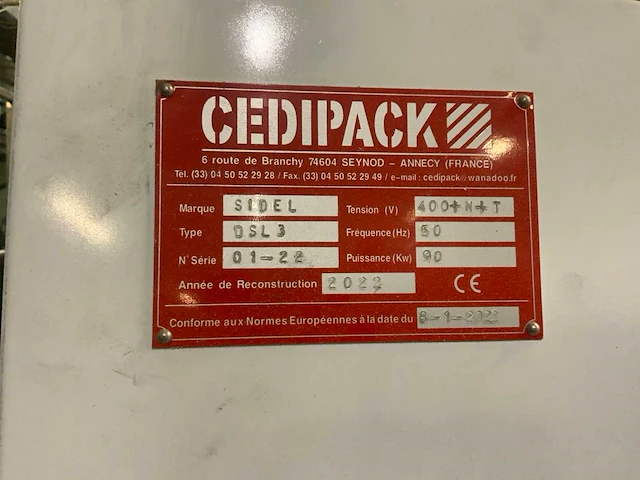 CEDIPACK
6 route de Branchy 74604 SEYNOD - ANNECY (FRANCE)
Tél. (33) 04 50 52 29 28 / Fax. (33) 04 50 52 29 49 / e-mail : cedipack@wanadoo.fr
Marque SIDEL Tension (V) 400+N+T
Type DSL3 Fréquence (Hz) 50
N° Série 01-22 Puissance (Kw) 90
Année de Reconstruction 2022 CE
Conforme aux Normes Européennes à la date du